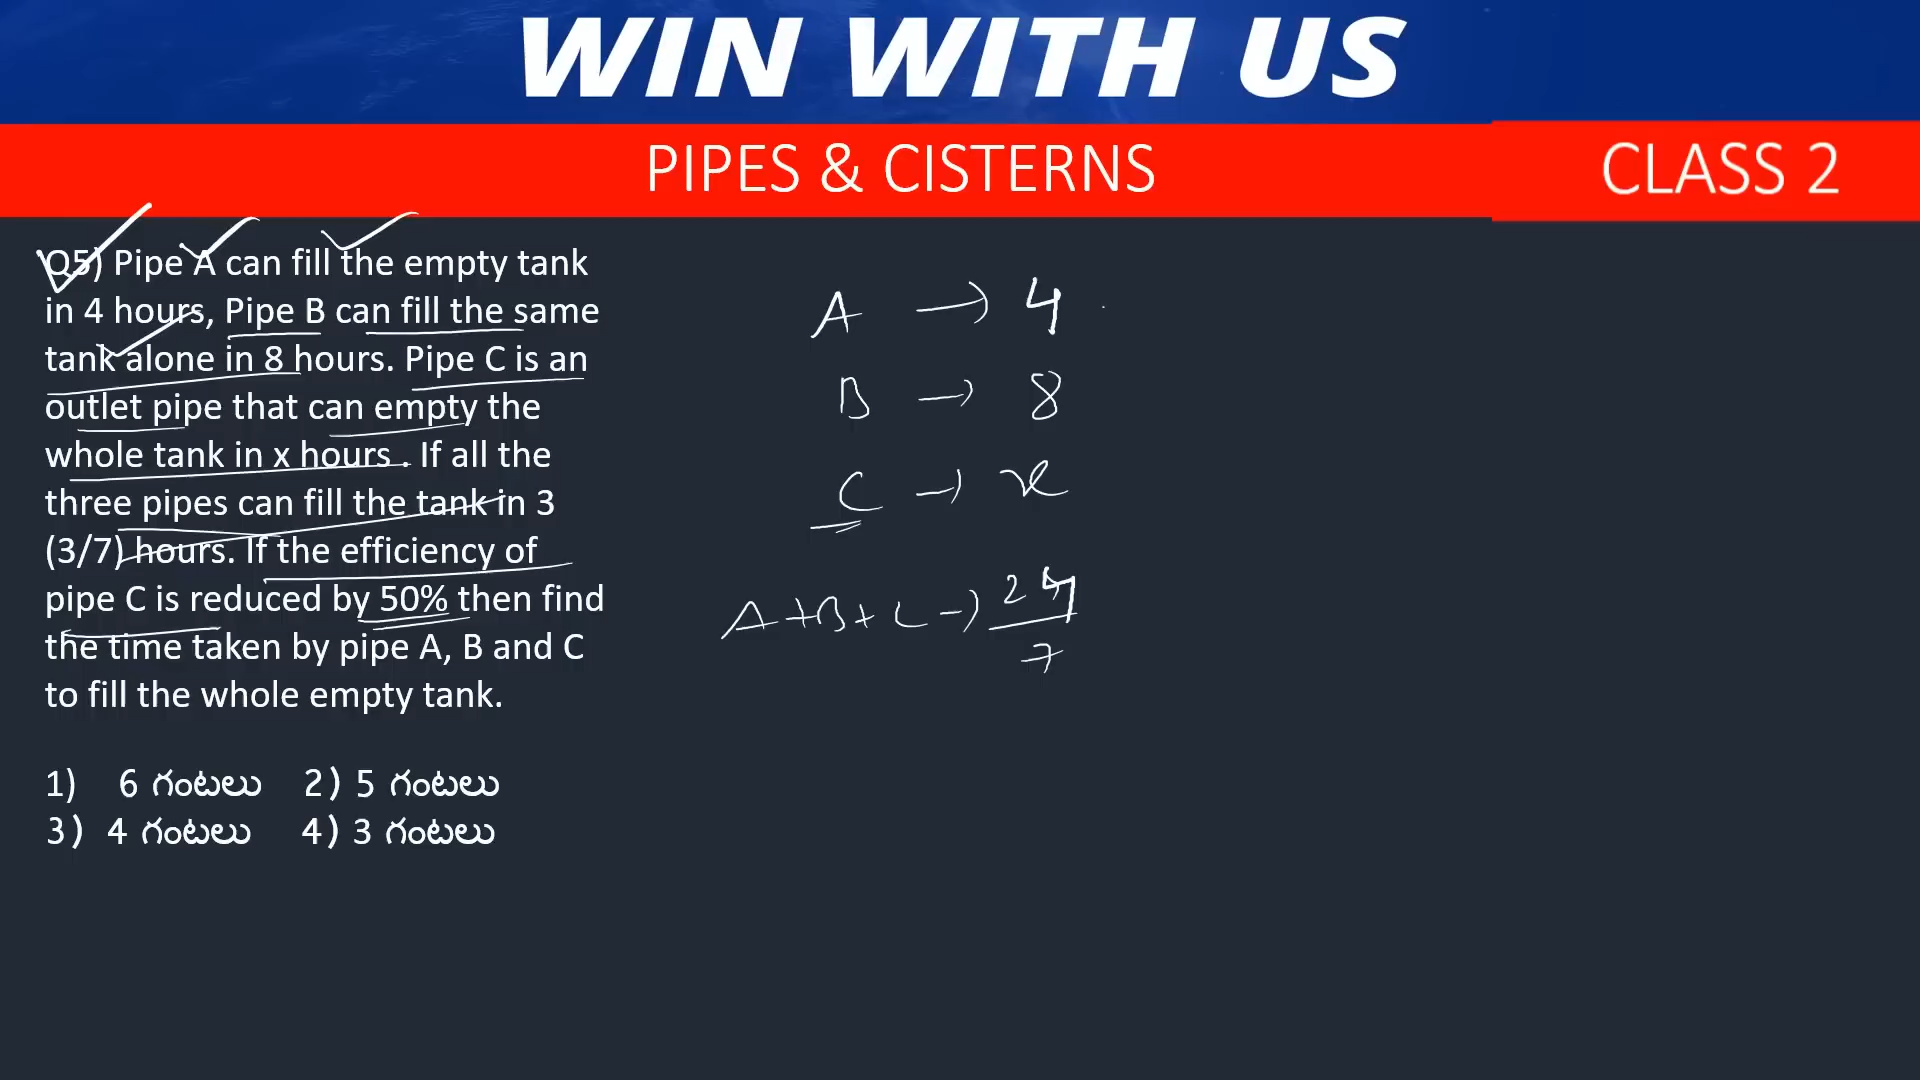 WIN WITH US
PIPES & CISTERNS
CLASS 2
Q5) Pipe A can fill the empty tank
in 4 hours, Pipe B can fill the same
tank alone in 8 hours. Pipe C is an
outlet pipe that can empty the
whole tank in x hours . If all the
three pipes can fill the tank in 3
(3/7) hours. If the efficiency of
pipe C is reduced by 50% then find
the time taken by pipe A, B and C
to fill the whole empty tank.
1) 6 గంటలు 2) 5 గంటలు
3) 4 గంటలు 4) 3 గంటలు
A → 4
B → 8
C → x
A+B+C → 24
7